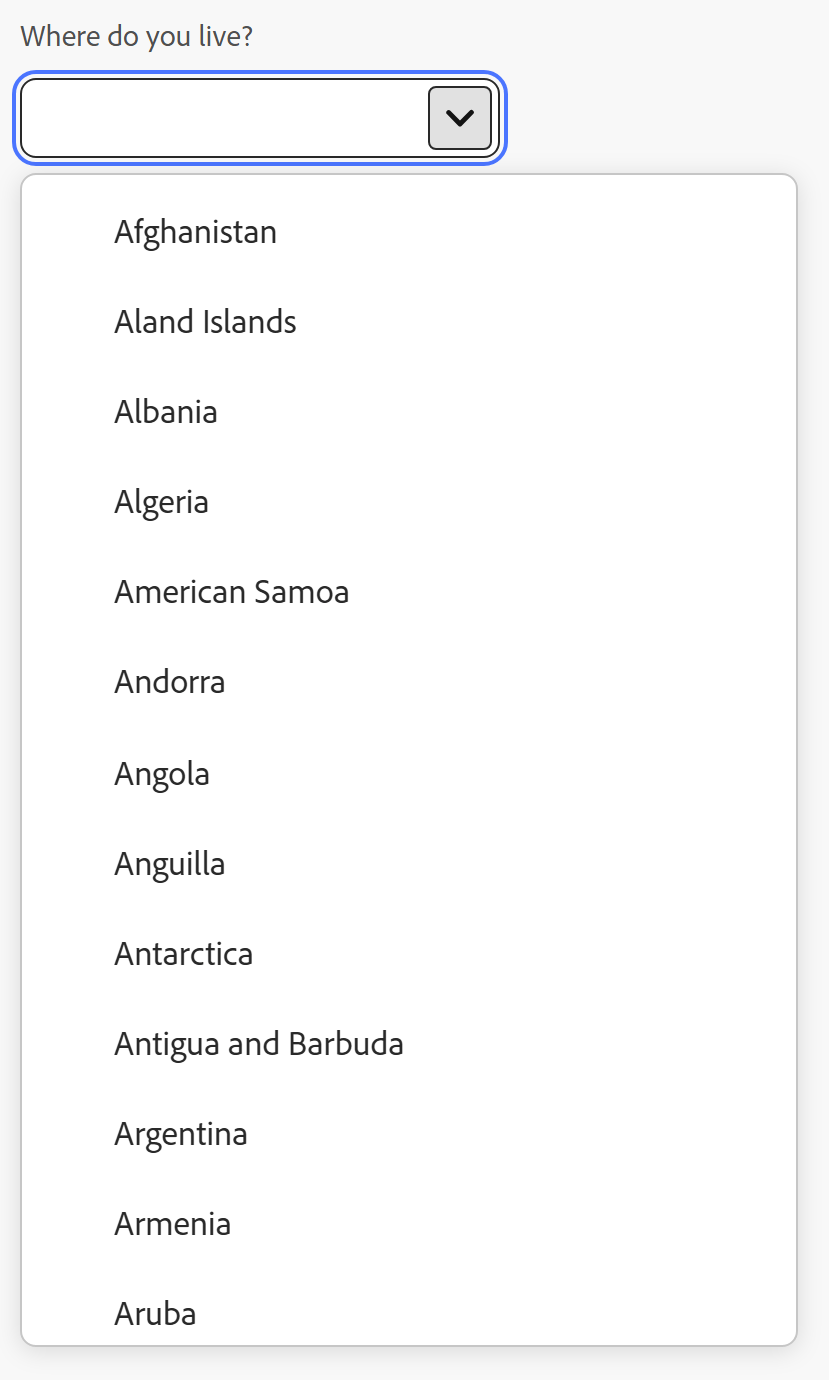 Where do you live?
Afghanistan
Aland Islands
Albania
Algeria
American Samoa
Andorra
Angola
Anguilla
Antarctica
Antigua and Barbuda
Argentina
Armenia
Aruba